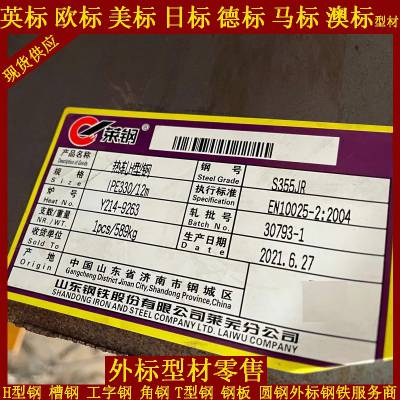 英标 欧标 美标 日标 德标 马标 澳标 型材
现货供应
莱钢®
产品名称 Description of Goods 热轧H型钢 钢号 Steel Grade S355JR
规格 Size IPE330/12m 执行标准 Specification EN10025-2:2004
炉号 Heat No. Y214-9263 轧批号 Batch No. 30793-1
支数/重量 NR/WT. 1pcs/589kg 生产日期 Date 2021.6.27
收货单位 Sold To
产地 Origin 中国山东省济南市钢城区
Gangcheng District Jinan City, Shandong Province, China
山东钢铁股份有限公司莱芜分公司
SHANDONG IRON AND STEEL COMPANY LTD. LAIWU COMPANY
外标型材零售
H型钢 槽钢 工字钢 角钢 T型钢 钢板 圆钢外标钢铁服务商